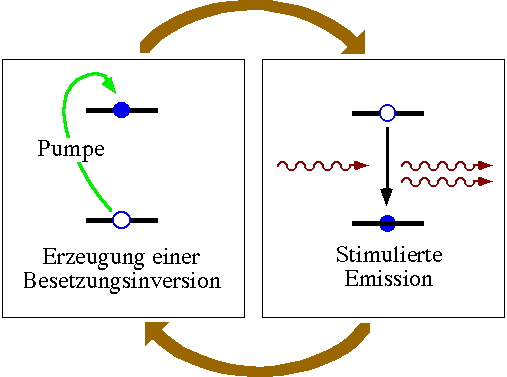 Pumpe
Erzeugung einer
Besetzungsinversion
Stimulierte
Emission